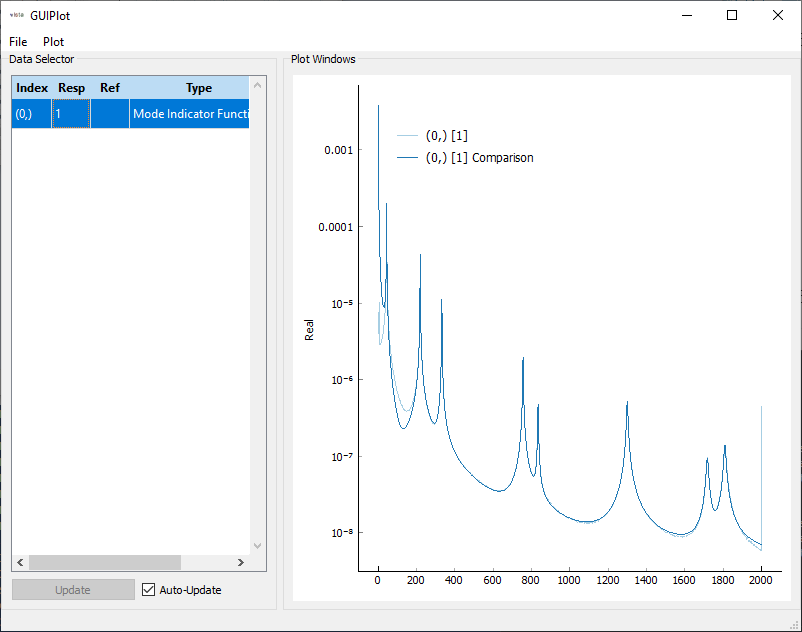 GUIPlot
File Plot
Data Selector
Index Resp Ref Type
(0,) 1 Mode Indicator Functi
Update
Auto-Update
Plot Windows
(0,) [1]
(0,) [1] Comparison
Real
0.001
0.0001
10⁻⁵
10⁻⁶
10⁻⁷
10⁻⁸
0 200 400 600 800 1000 1200 1400 1600 1800 2000